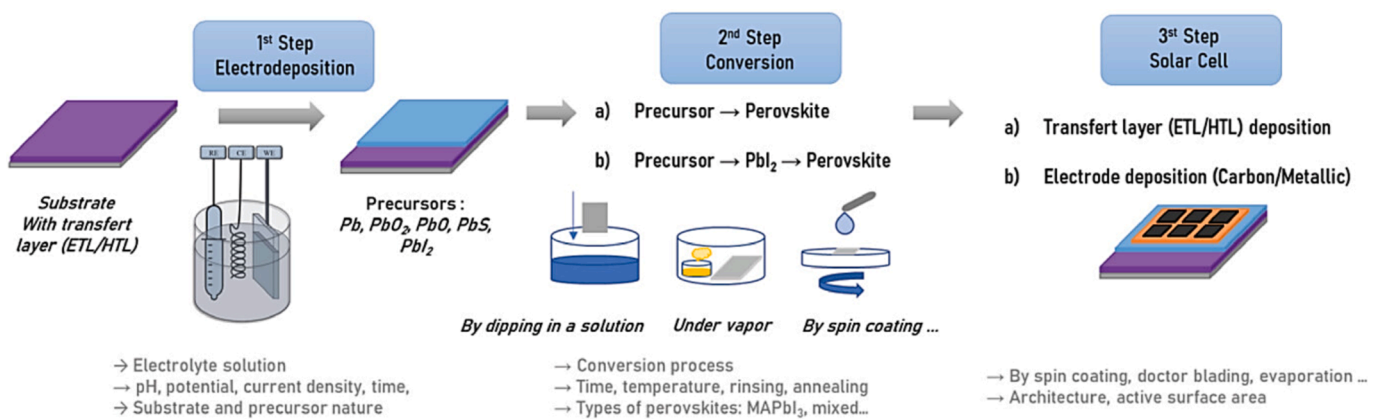 1st Step
Electrodeposition
Substrate
With transfert
layer (ETL/HTL)
RE CE WE
Precursors :
Pb, PbO2, PbO, PbS,
PbI2
→ Electrolyte solution
→ pH, potential, current density, time,
→ Substrate and precursor nature
2nd Step
Conversion
a) Precursor → Perovskite
b) Precursor → PbI2 → Perovskite
By dipping in a solution
Under vapor
By spin coating ...
→ Conversion process
→ Time, temperature, rinsing, annealing
→ Types of perovskites: MAPbI3, mixed...
3st Step
Solar Cell
a) Transfert layer (ETL/HTL) deposition
b) Electrode deposition (Carbon/Metallic)
→ By spin coating, doctor blading, evaporation ...
→ Architecture, active surface area